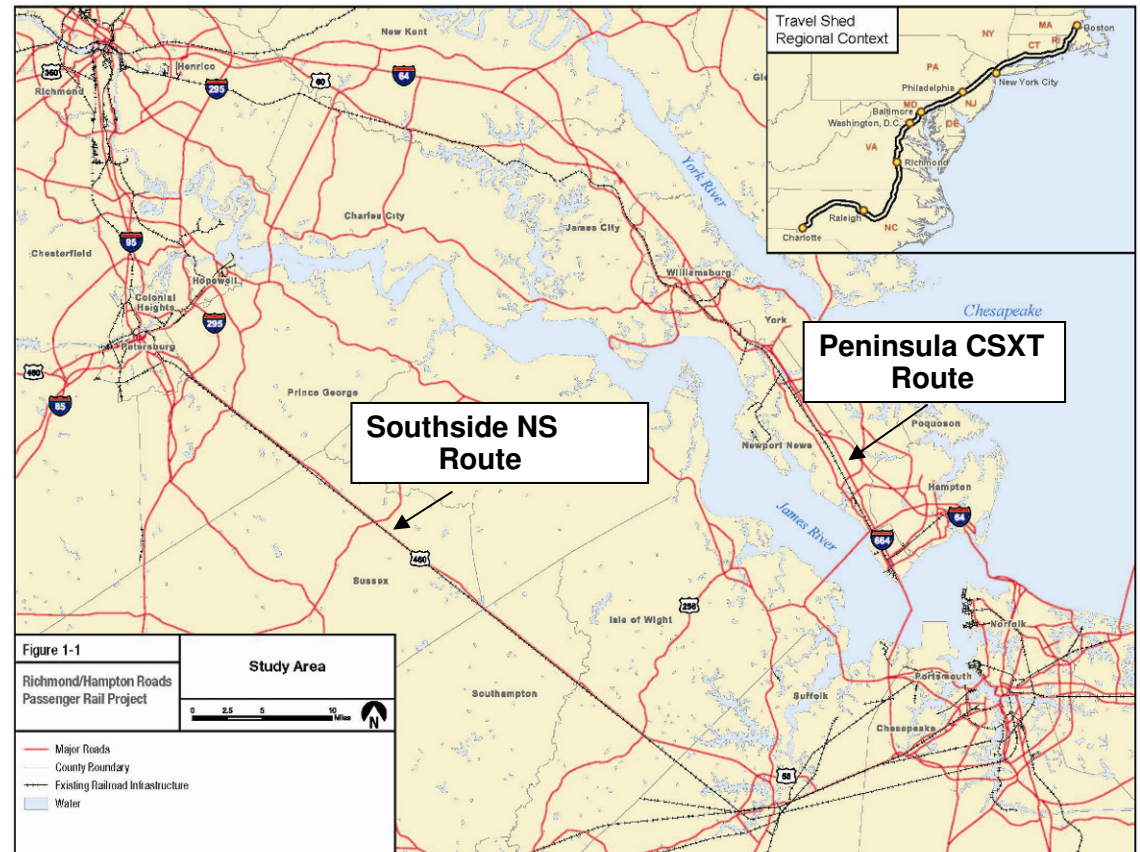 New Kent
Travel Shed
Regional Context
MA
Boston
NY
CT
RI
PA
New York City
Philadelphia
NJ
MD
Baltimore
Washington, D.C.
DE
VA
Richmond
Raleigh
NC
Charlotte
360
Henrico
Richmond
295
60
64
York River
Charles City
James City
Chesterfield
95
Hopewell
Williamsburg
Colonial
Heights
295
York
Chesapeake
Petersburg
460
85
Prince George
Peninsula CSXT
Route
Southside NS
Route
Poquoson
Newport News
Hampton
James River
64
664
460
Sussex
258
Isle of Wight
Norfolk
Southampton
Suffolk
Portsmouth
Chesapeake
58
Figure 1-1
Richmond/Hampton Roads
Passenger Rail Project
Study Area
0 2.5 5 10
Miles
N
Major Roads
County Boundary
Existing Railroad Infrastructure
Water